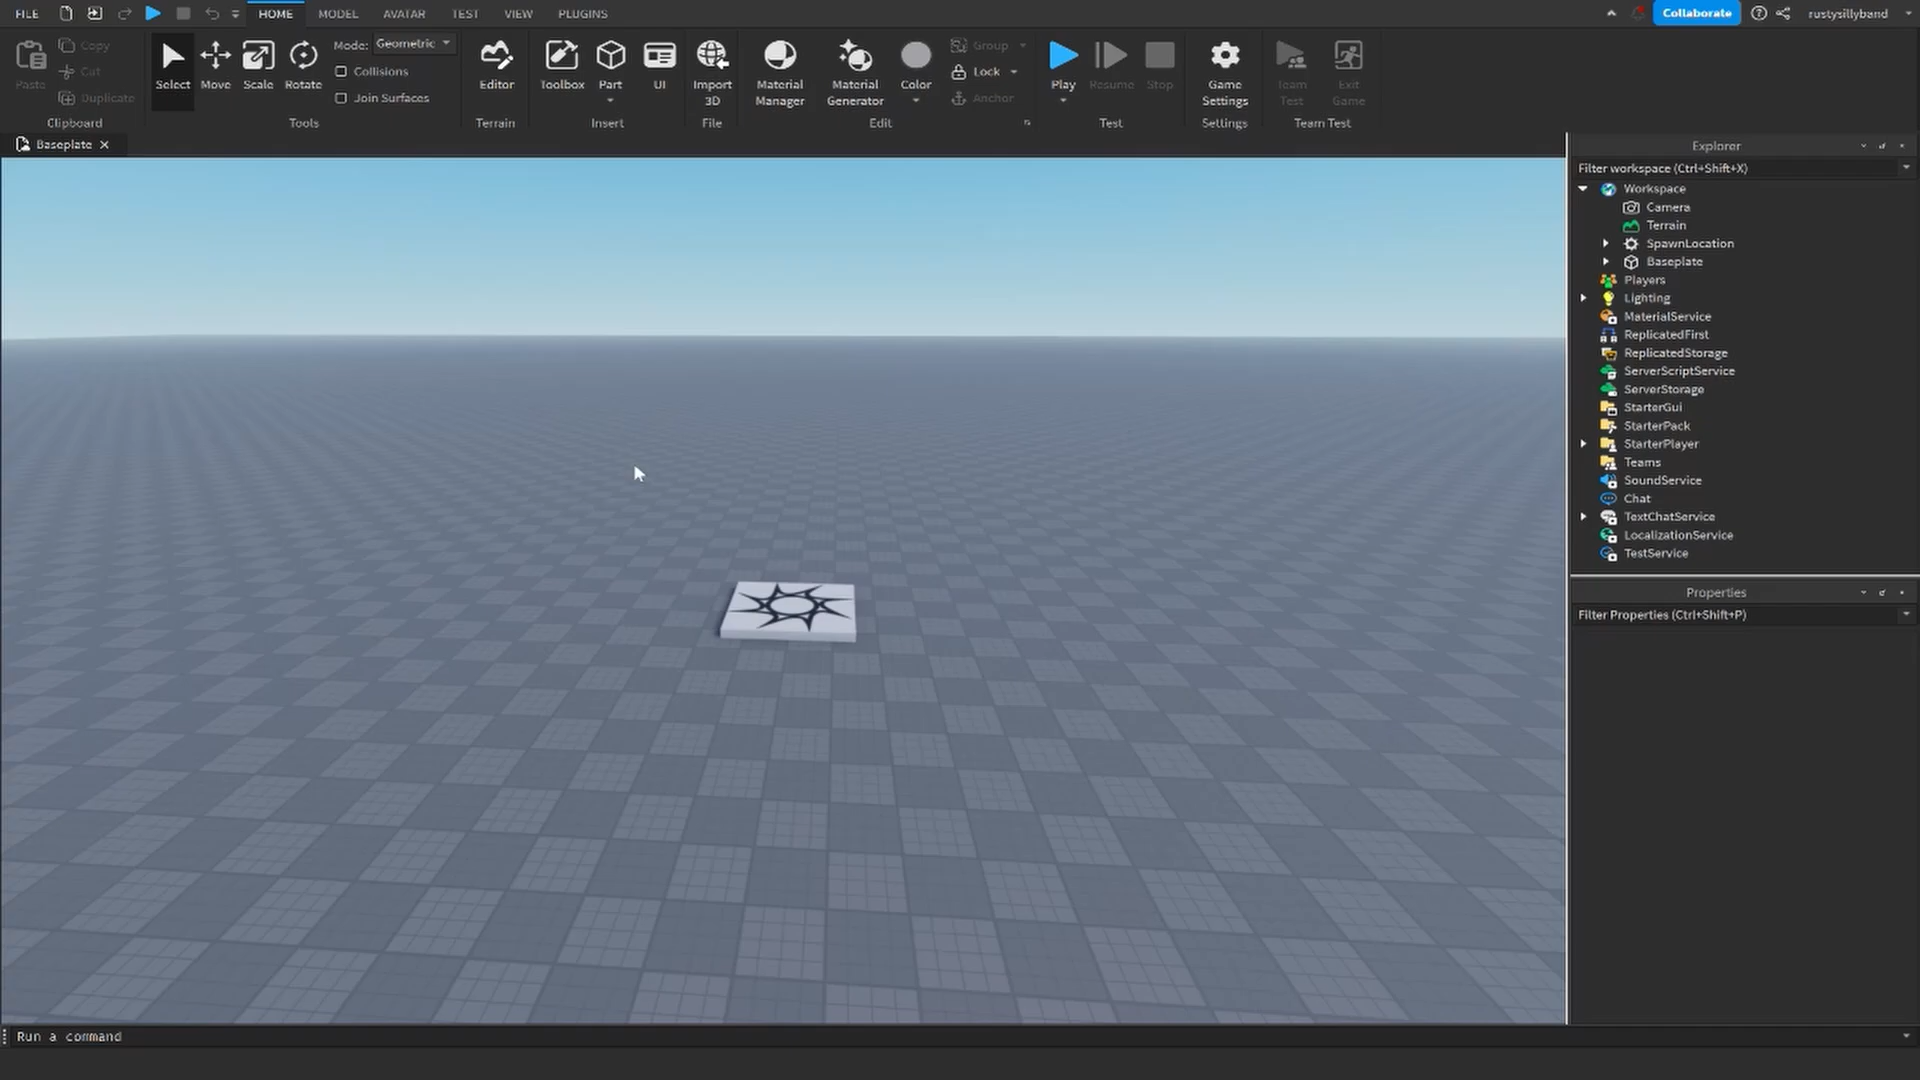 FILE HOME MODEL AVATAR TEST VIEW PLUGINS Collaborate rustysillyband
Paste Copy Cut Duplicate
Clipboard
Select Move Scale Rotate
Mode: Geometric
Collisions
Join Surfaces
Tools
Editor
Terrain
Toolbox Part UI
Insert
Import 3D
File
Material Manager Material Generator Color
Group
Lock
Anchor
Edit
Play Resume Stop
Test
Game Settings
Settings
Team Test Exit Game
Team Test
Baseplate
Explorer
Filter workspace (Ctrl+Shift+X)
Workspace
Camera
Terrain
SpawnLocation
Baseplate
Players
Lighting
MaterialService
ReplicatedFirst
ReplicatedStorage
ServerScriptService
ServerStorage
StarterGui
StarterPack
StarterPlayer
Teams
SoundService
Chat
TextChatService
LocalizationService
TestService
Properties
Filter Properties (Ctrl+Shift+P)
Run a command